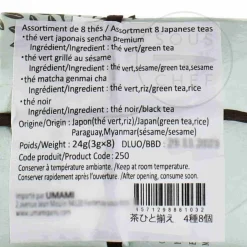 Assortiment de 8 thés/ Assortment 8 Japanese teas
* thé vert japonais sencha premium
Ingrédient/Ingredient : thé vert/green tea
* thé vert grillé au sésame
Ingrédient/ingredient : thé vert/green tea,sésame/sesame
* thé matcha genmai cha
Ingrédient/Ingredient : thé vert,riz/green tea,rice
* thé noir
Ingrédient/Ingredient : thé noir/black tea
Origine/Origin : Japon(thé vert,riz)/Japan(green tea,rice)
Paraguay,Myanmar(sésame/sesame)
Poids/Weight : 24g(3g×8) DLUO/BBD :
Code produit/Product Code : 250
Conserver à température ambiante. / Keep at room temperature.
Conserver rapidement après l'ouverture. / After opening, consume
importé par UMAMI
4571298861032
茶ひと揃え 4種8個